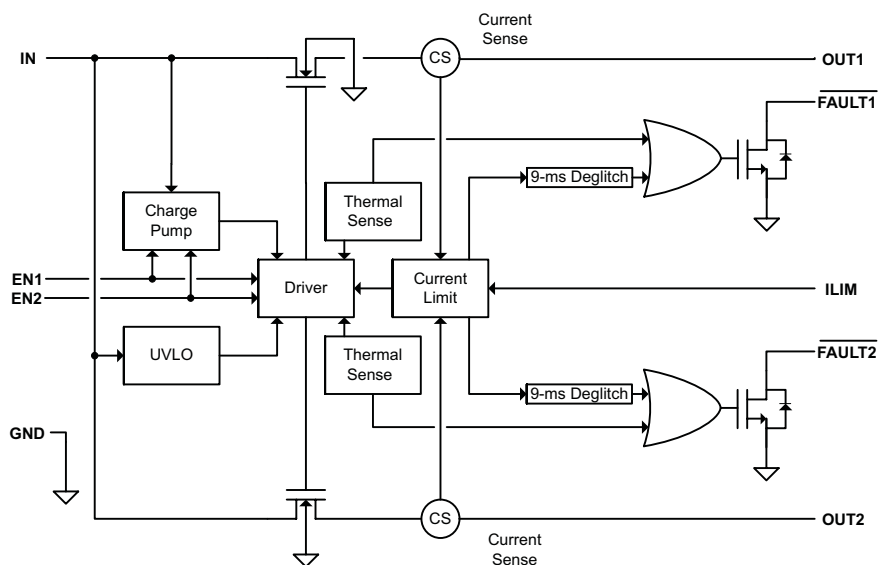 Current
Sense
IN
CS
OUT1
FAULT1
9-ms Deglitch
Charge
Pump
Thermal
Sense
EN1
EN2
Driver
Current
Limit
ILIM
UVLO
Thermal
Sense
FAULT2
9-ms Deglitch
GND
CS
OUT2
Current
Sense